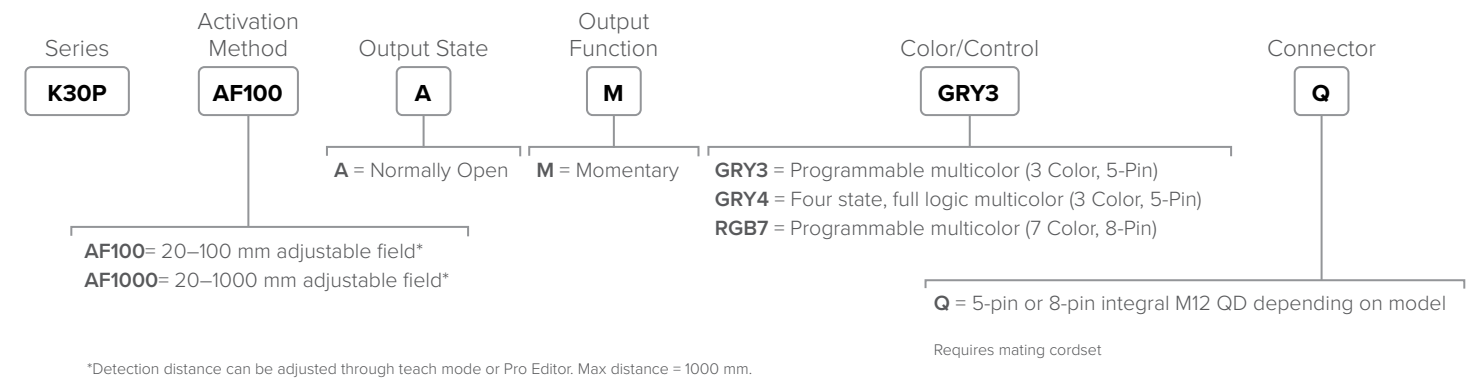 Series
Activation
Method
Output State
Output
Function
Color/Control
Connector
K30P
AF100
A
M
GRY3
Q
A = Normally Open
M = Momentary
GRY3 = Programmable multicolor (3 Color, 5-Pin)
GRY4 = Four state, full logic multicolor (3 Color, 5-Pin)
RGB7 = Programmable multicolor (7 Color, 8-Pin)
AF100= 20–100 mm adjustable field*
AF1000= 20–1000 mm adjustable field*
Q = 5-pin or 8-pin integral M12 QD depending on model
Requires mating cordset
*Detection distance can be adjusted through teach mode or Pro Editor. Max distance = 1000 mm.